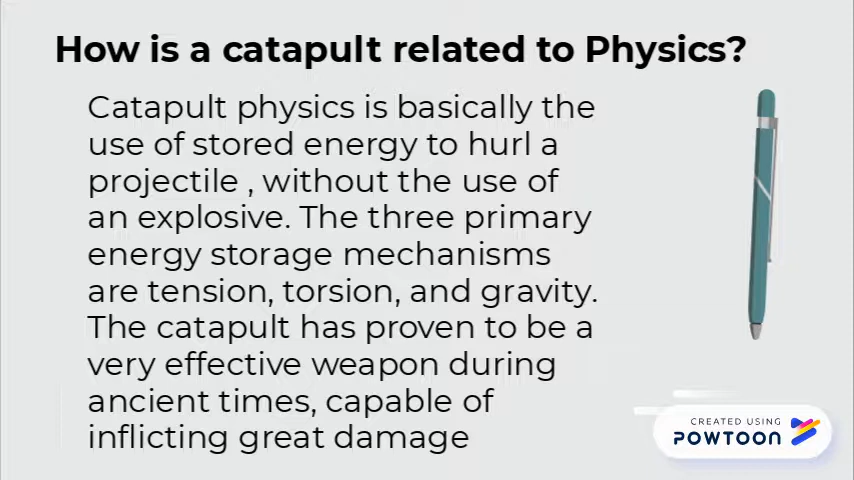 How is a catapult related to Physics?
Catapult physics is basically the
use of stored energy to hurl a
projectile , without the use of
an explosive. The three primary
energy storage mechanisms
are tension, torsion, and gravity.
The catapult has proven to be a
very effective weapon during
ancient times, capable of
inflicting great damage
CREATED USING
POWTOON